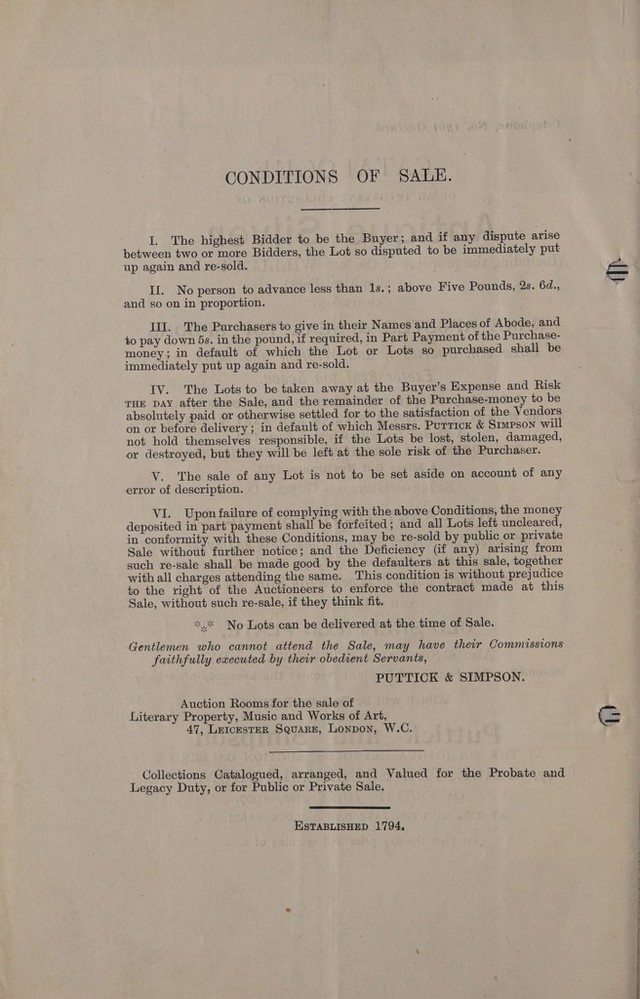 CONDITIONS OF SALE.
I. The highest Bidder to be the Buyer; and if any dispute arise
between two or more Bidders, the Lot so disputed to be immediately put
up again and re-sold.
II. No person to advance less than 1s.; above Five Pounds, 2s. 6d.,
and so on in proportion.
III. The Purchasers to give in their Names and Places of Abode, and
to pay down 5s. in the pound, if required, in Part Payment of the Purchase-
money; in default of which the Lot or Lots so purchased shall be
immediately put up again and re-sold.
IV. The Lots to be taken away at the Buyer's Expense and Risk
THE DAY after the Sale, and the remainder of the Purchase-money to be
absolutely paid or otherwise settled for to the satisfaction of the Vendors
on or before delivery; in default of which Messrs. PUTTICK & SIMPSON will
not hold themselves responsible, if the Lots be lost, stolen, damaged,
or destroyed, but they will be left at the sole risk of the Purchaser.
V. The sale of any Lot is not to be set aside on account of any
error of description.
VI. Upon failure of complying with the above Conditions, the money
deposited in part payment shall be forfeited; and all Lots left uncleared,
in conformity with these Conditions, may be re-sold by public or private
Sale without further notice; and the Deficiency (if any) arising from
such re-sale shall be made good by the defaulters at this sale, together
with all charges attending the same. This condition is without prejudice
to the right of the Auctioneers to enforce the contract made at this
Sale, without such re-sale, if they think fit.
*** No Lots can be delivered at the time of Sale.
Gentlemen who cannot attend the Sale, may have their Commissions
faithfully executed by their obedient Servants,
PUTTICK & SIMPSON.
Auction Rooms for the sale of
Literary Property, Music and Works of Art,
47, LEICESTER SQUARE, LONDON, W.C.
Collections Catalogued, arranged, and Valued for the Probate and
Legacy Duty, or for Public or Private Sale.
ESTABLISHED 1794.